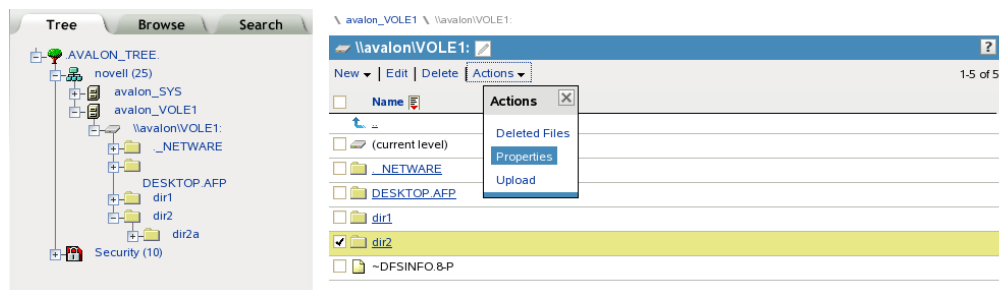 Tree Browse Search
.AVALON_TREE.
novell (25)
avalon_SYS
avalon_VOLE1
\\avalon\VOLE1:
._NETWARE
DESKTOP.AFP
dir1
dir2
dir2a
Security (10)
\ avalon_VOLE1 \ \\avalon\VOLE1:
\\avalon\VOLE1: ?
New | Edit | Delete | Actions 1-5 of 5
Name
Actions
Deleted Files
Properties
Upload
..
(current level)
._NETWARE
DESKTOP.AFP
dir1
dir2
~DFSINFO.8-P